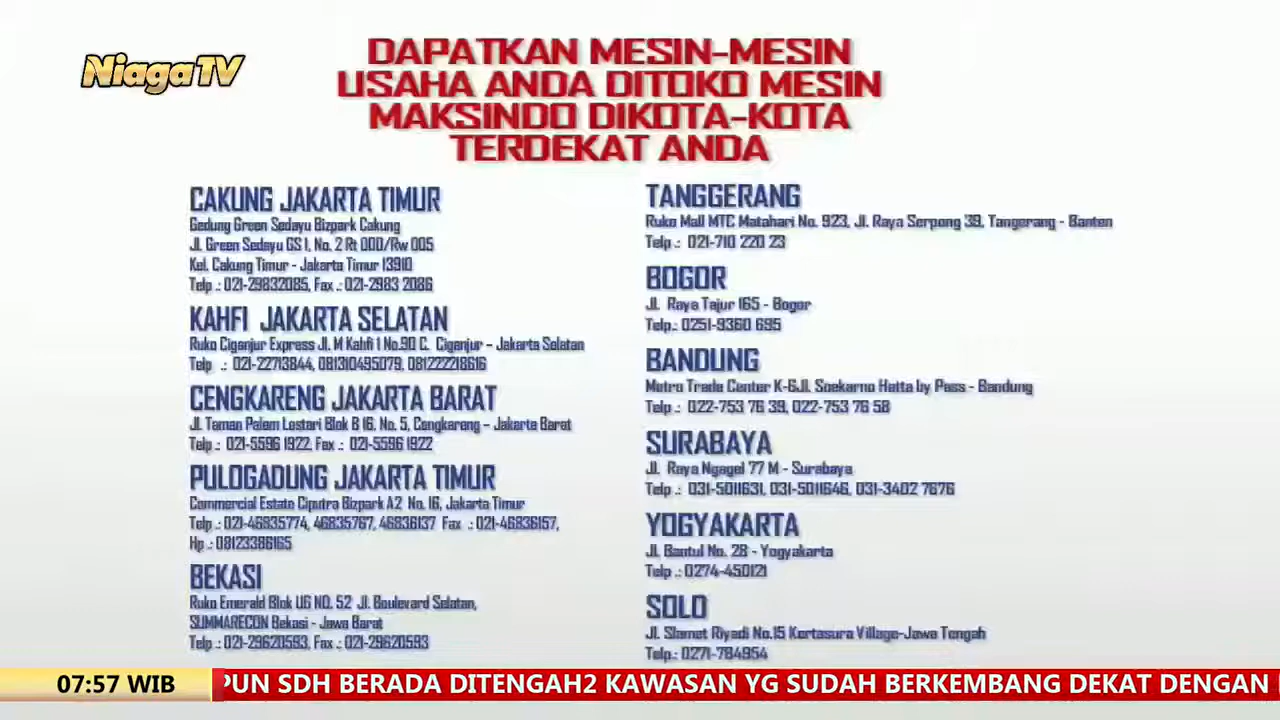 NiagaTV
DAPATKAN MESIN-MESIN
USAHA ANDA DITOKO MESIN
MAKSINDO DIKOTA-KOTA
TERDEKAT ANDA
CAKUNG JAKARTA TIMUR
Gedung Green Sedayu Bizpark Cakung
Jl. Green Sedayu GS 1, No. 2 Rt 000/Rw 005
Kel. Cakung Timur - Jakarta Timur 13910
Telp .: 021-29832085, Fax .: 021-2983 2086
KAHFI JAKARTA SELATAN
Ruko Ciganjur Express Jl. M Kahfi 1 No.90 C. Ciganjur – Jakarta Selatan
Telp .: 021-22713844, 081310495079, 081222218616
CENGKARENG JAKARTA BARAT
Jl. Taman Palem Lestari Blok B 16, No. 5, Cengkareng – Jakarta Barat
Telp .: 021-5596 1922, Fax .: 021-5596 1922
PULOGADUNG JAKARTA TIMUR
Commercial Estate Ciputra Bizpark A2 No. 16, Jakarta Timur
Telp .: 021-46835774, 46835767, 46836137 Fax .: 021-46836157,
Hp .: 08123386165
BEKASI
Ruko Emerald Blok UG NO. 52 Jl. Boulevard Selatan,
SUMMARECON Bekasi - Jawa Barat
Telp .: 021-29620593, Fax .: 021-29620593
TANGGERANG
Ruko Mall MTC Matahari No. 923, Jl. Raya Serpong 39, Tangerang - Banten
Telp .: 021-710 220 23
BOGOR
Jl. Raya Tajur 165 - Bogor
Telp.: 0251-9360 695
BANDUNG
Metro Trade Center K-6Jl. Soekarno Hatta by Pass - Bandung
Telp .: 022-753 76 39, 022-753 76 58
SURABAYA
Jl. Raya Ngagel 77 M - Surabaya
Telp .: 031-5011631, 031-5011646, 031-3402 7676
YOGYAKARTA
Jl. Bantul No. 28 - Yogyakarta
Telp .: 0274-450121
SOLO
Jl. Slamet Riyadi No.15 Kertasura Village-Jawa Tengah
Telp.: 0271-784954
07:57 WIB
PUN SDH BERADA DITENGAH2 KAWASAN YG SUDAH BERKEMBANG DEKAT DENGAN